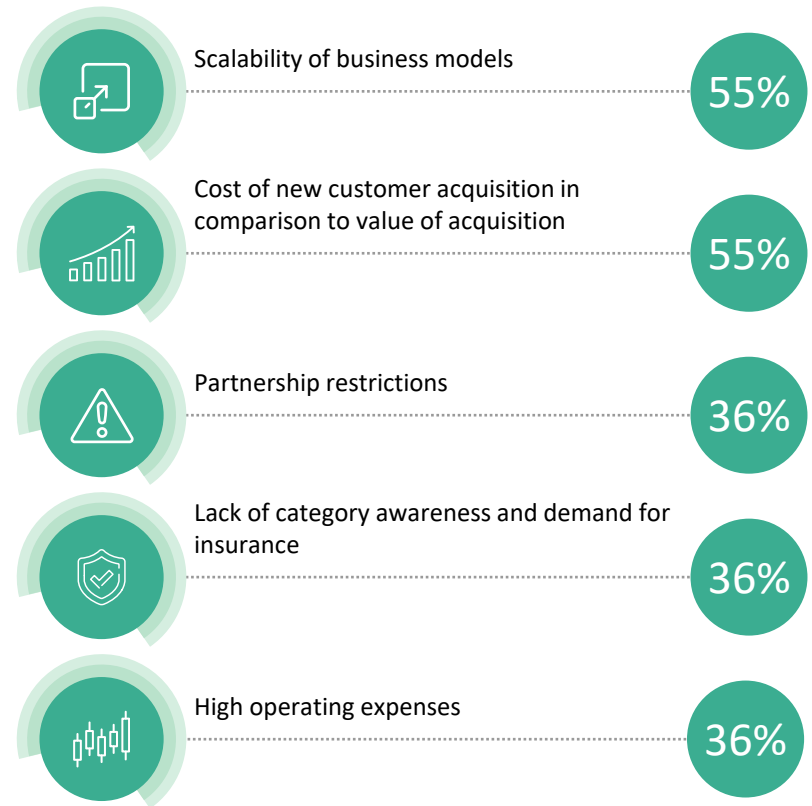 Scalability of business models
55%
Cost of new customer acquisition in
comparison to value of acquisition
55%
Partnership restrictions
36%
Lack of category awareness and demand for
insurance
36%
High operating expenses
36%